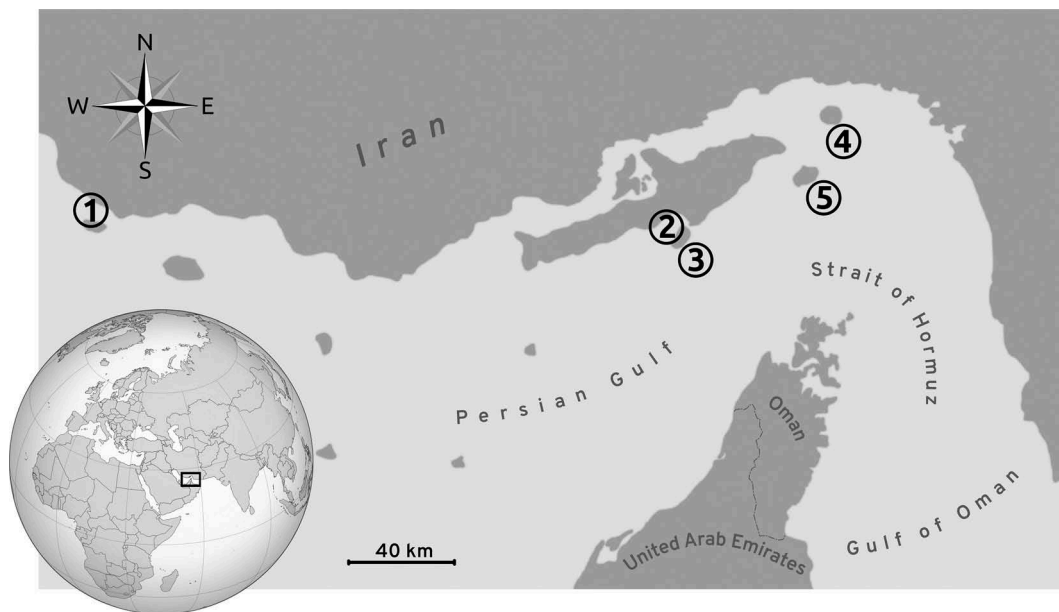 N
W E
S
Iran
①
②
③
④
⑤
Strait of Hormuz
Persian Gulf
Oman
Gulf of Oman
United Arab Emirates
40 km